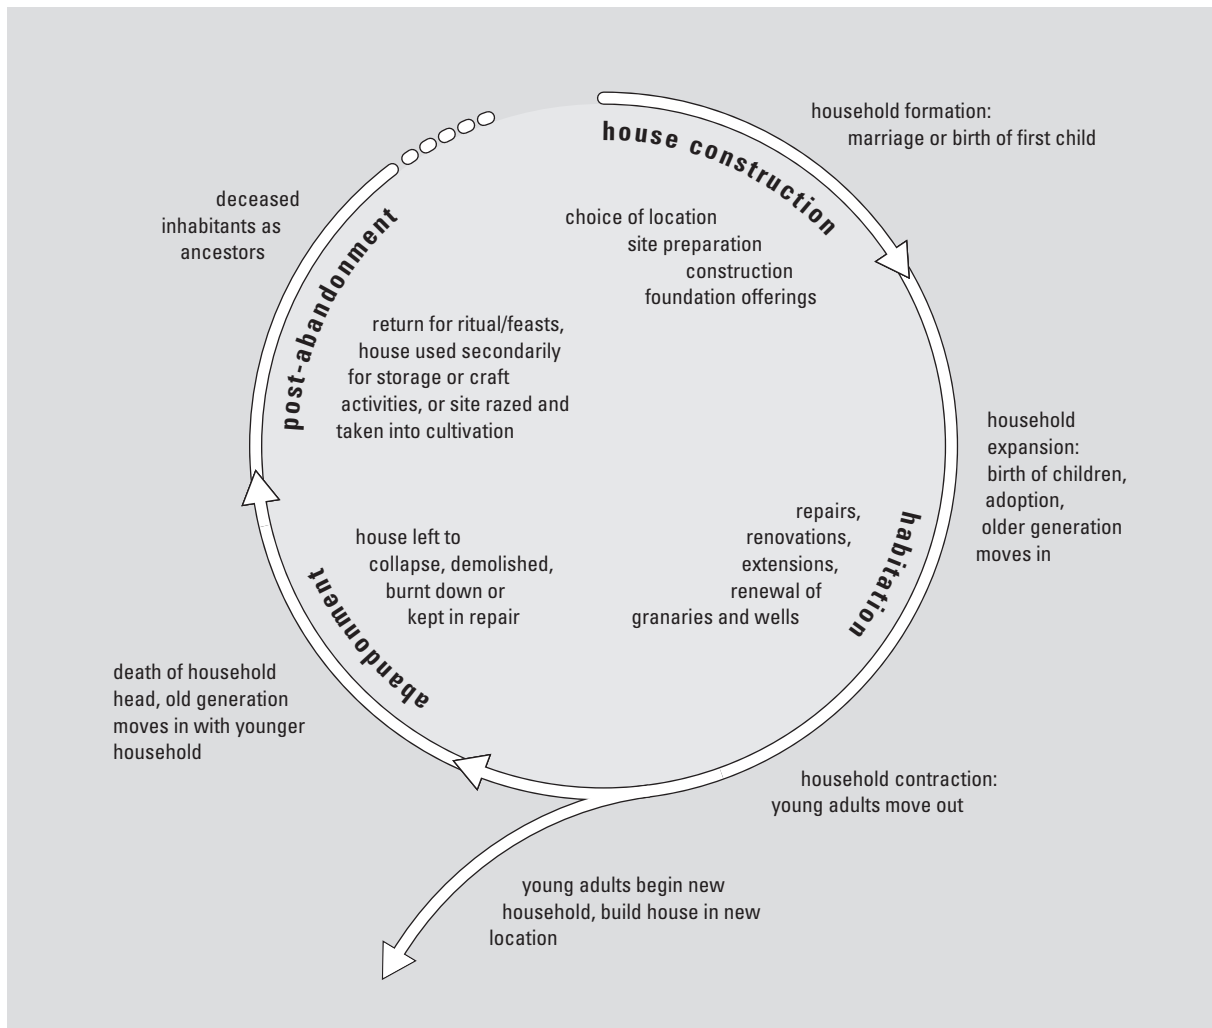 house construction
household formation:
marriage or birth of first child
choice of location
site preparation
construction
foundation offerings
household
expansion:
birth of children,
adoption,
older generation
moves in
habitation
repairs,
renovations,
extensions,
renewal of
granaries and wells
household contraction:
young adults move out
young adults begin new
household, build house in new
location
abandonment
house left to
collapse, demolished,
burnt down or
kept in repair
death of household
head, old generation
moves in with younger
household
post-abandonment
return for ritual/feasts,
house used secondarily
for storage or craft
activities, or site razed and
taken into cultivation
deceased
inhabitants as
ancestors